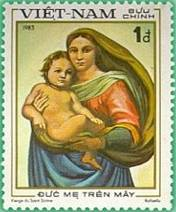 VIỆT-NAM BƯU CHÍNH
1983 1đ
ĐỨC MẸ TRÊN MÂY
Raffaello